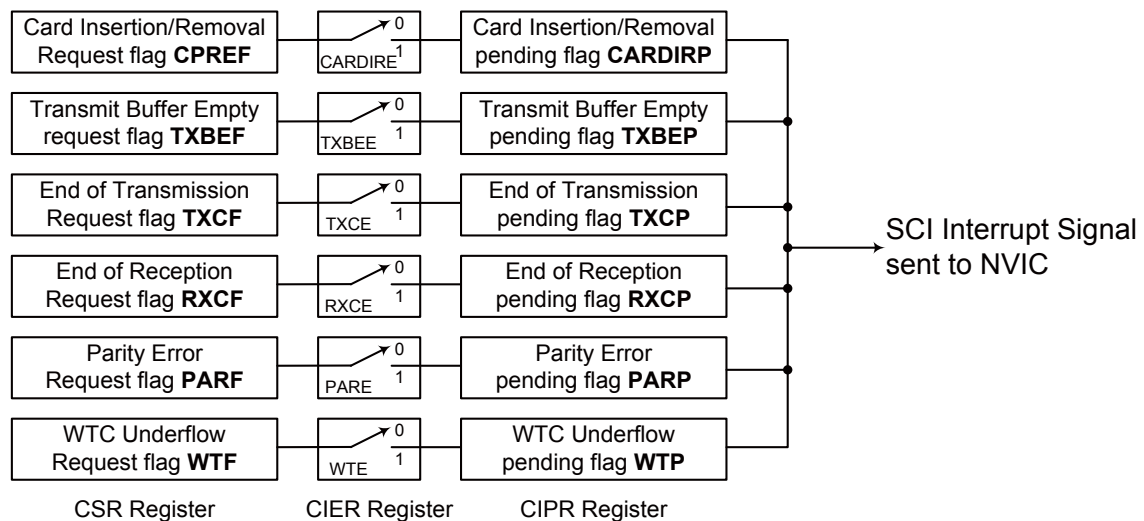 Card Insertion/Removal
Request flag CPREF
0
1
CARDIRE
Card Insertion/Removal
pending flag CARDIRP
Transmit Buffer Empty
request flag TXBEF
0
1
TXBEE
Transmit Buffer Empty
pending flag TXBEP
End of Transmission
Request flag TXCF
0
1
TXCE
End of Transmission
pending flag TXCP
SCI Interrupt Signal
sent to NVIC
End of Reception
Request flag RXCF
0
1
RXCE
End of Reception
pending flag RXCP
Parity Error
Request flag PARF
0
1
PARE
Parity Error
pending flag PARP
WTC Underflow
Request flag WTF
0
1
WTE
WTC Underflow
pending flag WTP
CSR Register
CIER Register
CIPR Register